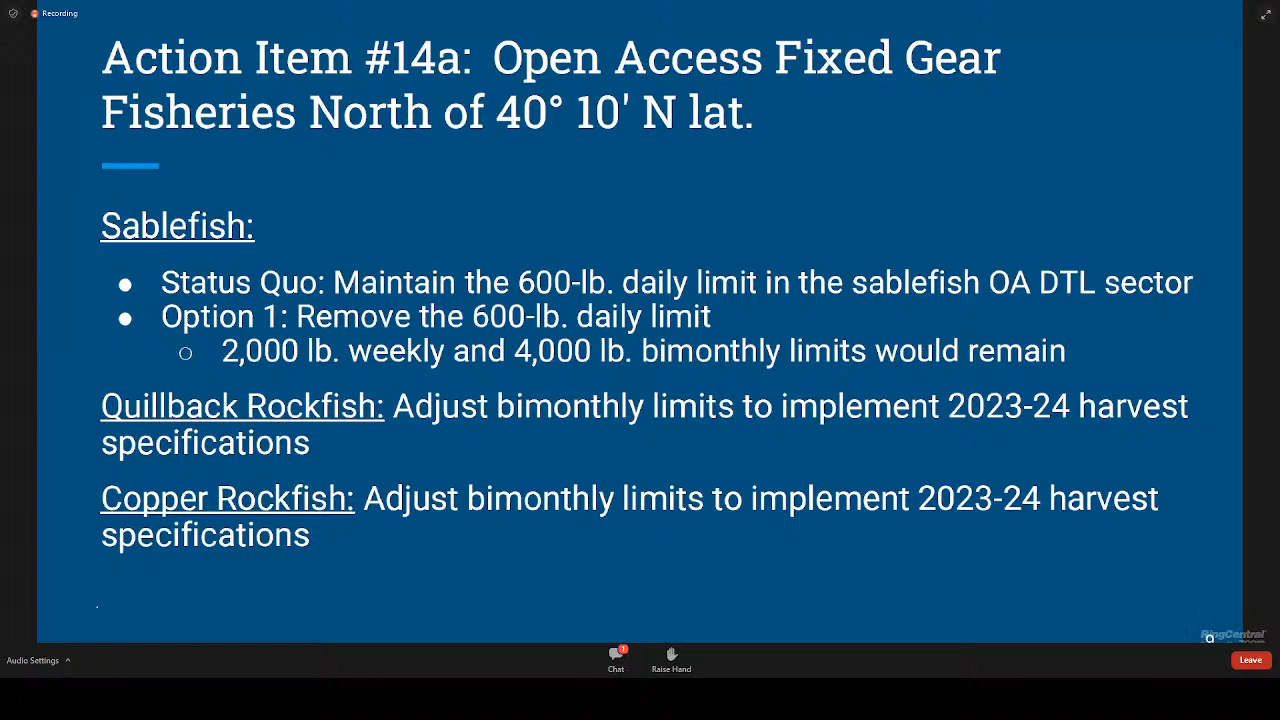 Recording
Action Item #14a: Open Access Fixed Gear
Fisheries North of 40° 10' N lat.
Sablefish:
● Status Quo: Maintain the 600-lb. daily limit in the sablefish OA DTL sector
● Option 1: Remove the 600-lb. daily limit
○ 2,000 lb. weekly and 4,000 lb. bimonthly limits would remain
Quillback Rockfish: Adjust bimonthly limits to implement 2023-24 harvest
specifications
Copper Rockfish: Adjust bimonthly limits to implement 2023-24 harvest
specifications
RingCentral
Audio Settings
1
Chat
Raise Hand
Leave